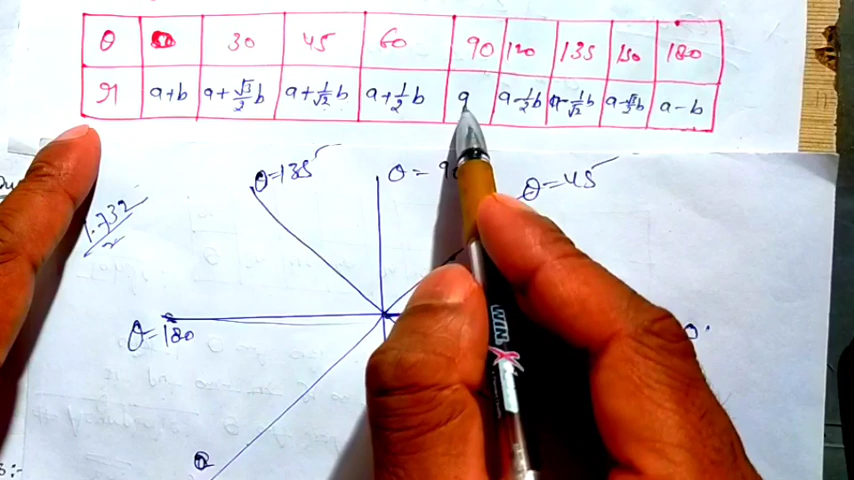 θ 30 45 60 90 120 135 150 180
r a+b a+√3/2 b a+1/√2 b a+1/2 b a a-1/2 b a-1/√2 b a-√3/2 b a-b
θ=135 θ=90 θ=45
1.732/2
θ=180
WIN